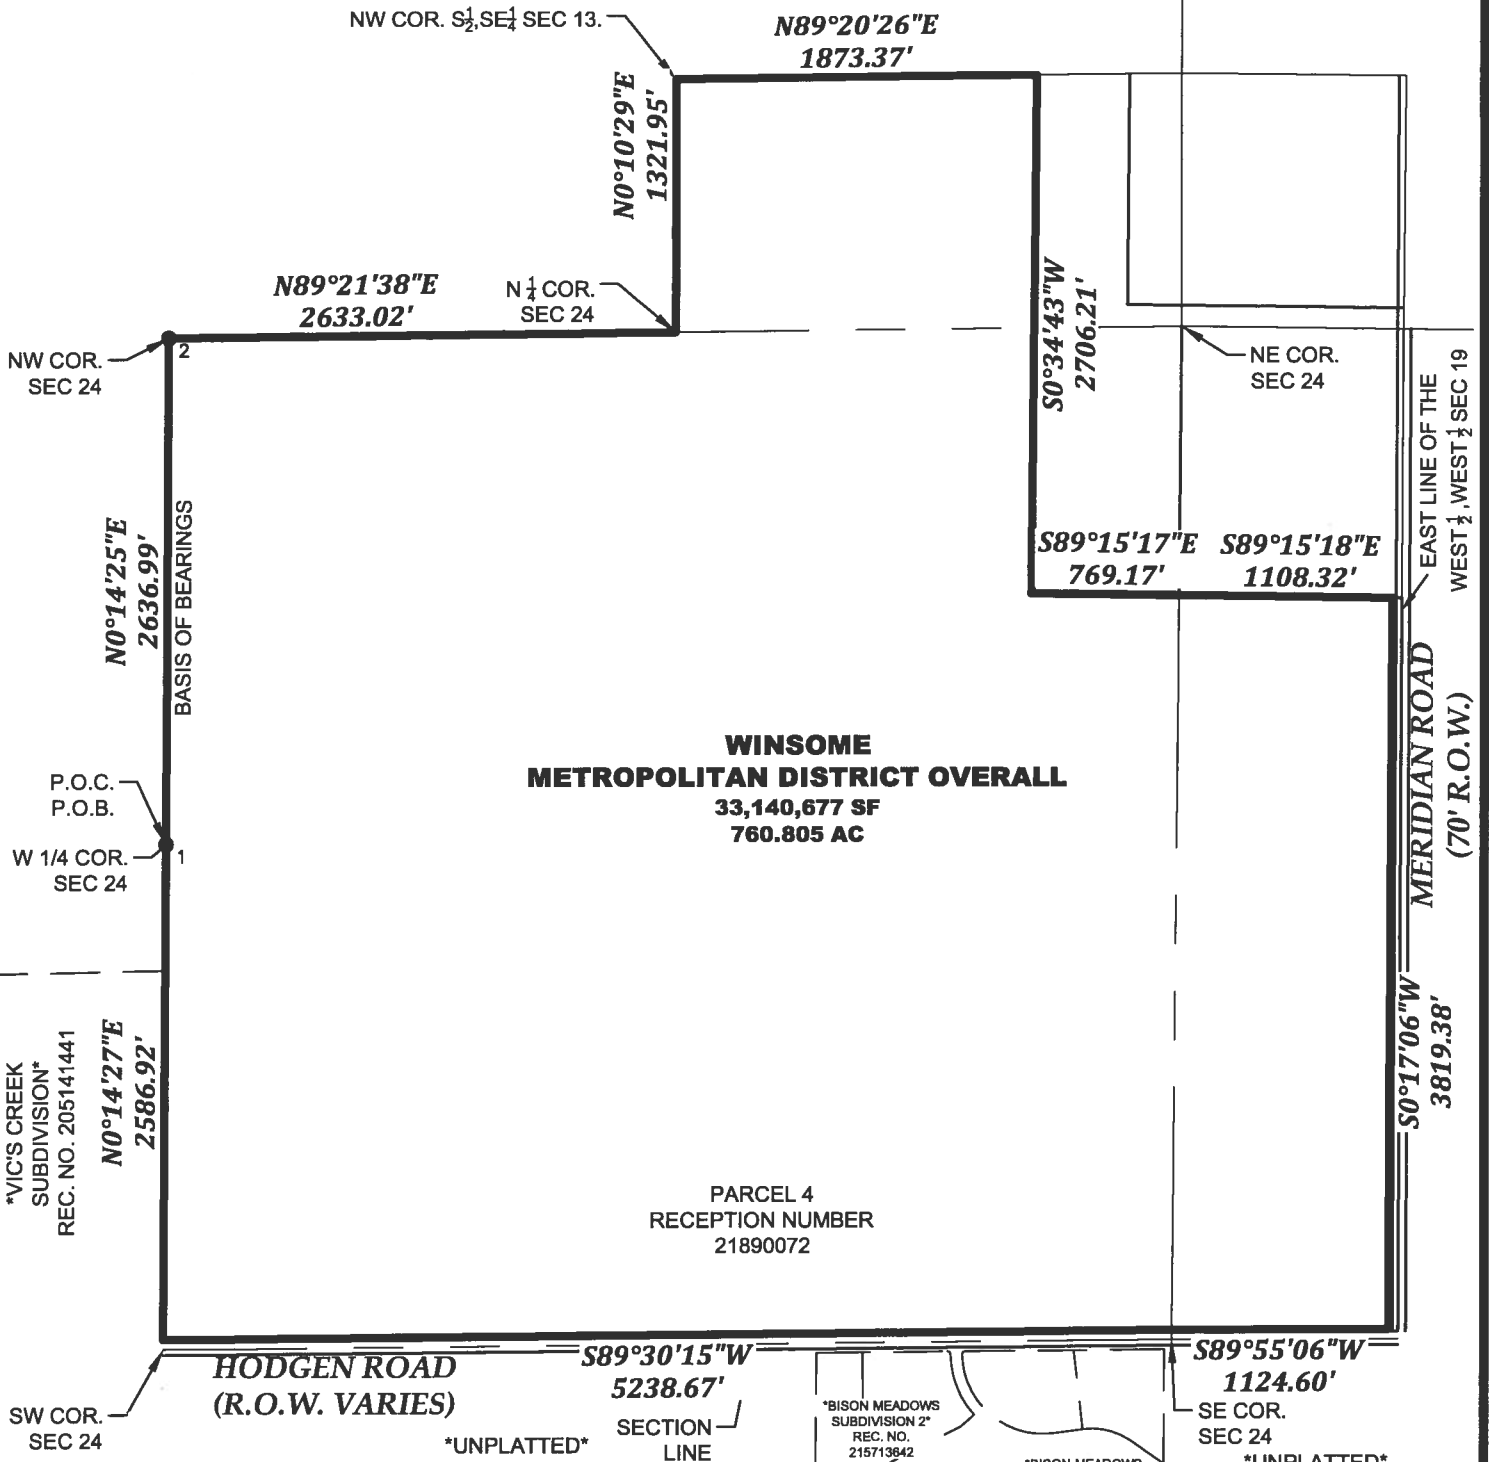 NW COR. S½,SE¼ SEC 13.
N89°20'26"E
1873.37'
N0°10'29"E
1321.95'
N89°21'38"E
2633.02'
N ¼ COR.
SEC 24
S0°34'43"W
2706.21'
NW COR.
SEC 24
2
NE COR.
SEC 24
EAST LINE OF THE
WEST ½,WEST ½ SEC 19
N0°14'25"E
2636.99'
BASIS OF BEARINGS
S89°15'17"E
769.17'
S89°15'18"E
1108.32'
MERIDIAN ROAD
(70' R.O.W.)
WINSOME
METROPOLITAN DISTRICT OVERALL
33,140,677 SF
760.805 AC
P.O.C.
P.O.B.
W 1/4 COR.
SEC 24
1
*VIC'S CREEK
SUBDIVISION*
REC. NO. 205141441
N0°14'27"E
2586.92'
S0°17'06"W
3819.38'
PARCEL 4
RECEPTION NUMBER
21890072
HODGEN ROAD
(R.O.W. VARIES)
S89°30'15"W
5238.67'
S89°55'06"W
1124.60'
SW COR.
SEC 24
*UNPLATTED*
SECTION
LINE
*BISON MEADOWS
SUBDIVISION 2*
REC. NO.
215713642
SE COR.
SEC 24
*BISON MEADOWS
*UNPLATTED*